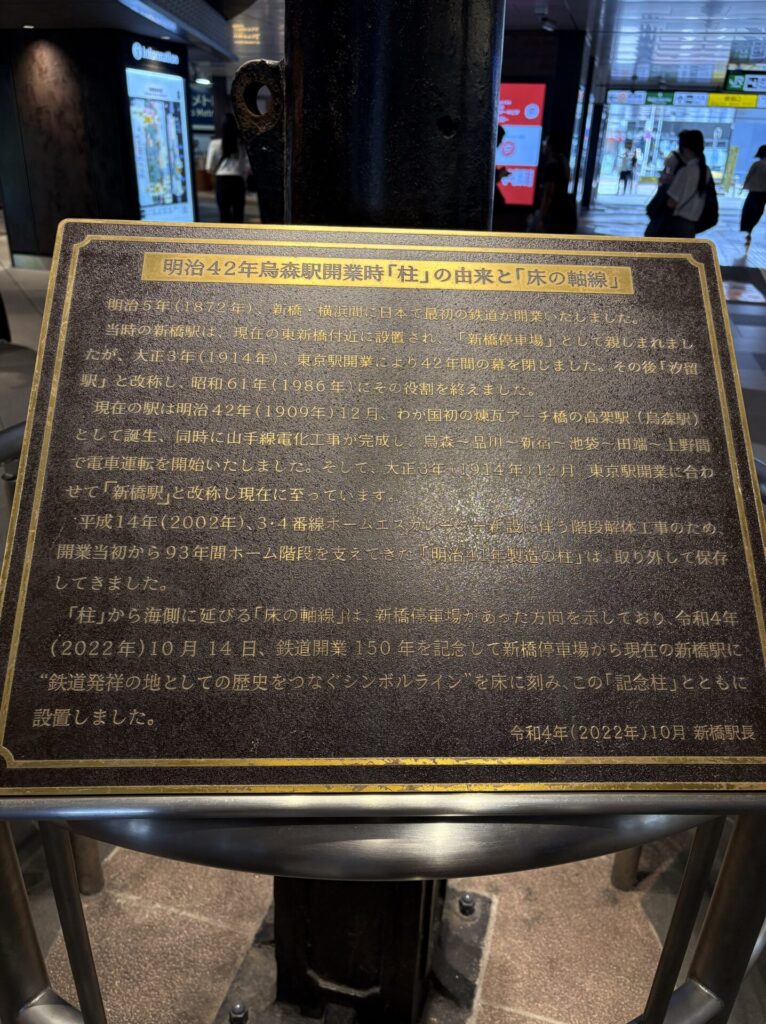 Information
明治42年烏森駅開業時「柱」の由来と「床の軸線」
明治5年(1872年)、新橋・横浜間に日本で最初の鉄道が開業いたしました。
当時の新橋駅は、現在の東新橋付近に設置され、「新橋停車場」として親しまれまし
たが、大正3年(1914年)、東京駅開業により42年間の幕を閉じました。その後「汐留
駅」と改称し、昭和61年(1986年)にその役割を終えました。
現在の駅は明治42年(1909年)12月、わが国初の煉瓦アーチ橋の高架駅(烏森駅)
として誕生、同時に山手線電化工事が完成し、烏森〜品川〜新宿〜池袋〜田端〜上野間
で電車運転を開始いたしました。そして、大正3年(1914年)12月、東京駅開業に合わ
せて「新橋駅」と改称し現在に至っています。
平成14年(2002年)、3・4番線ホームエスカレーター新設に伴う階段解体工事のため、
開業当初から93年間ホーム階段を支えてきた「明治41年製造の柱」は、取り外して保存
してきました。
「柱」から海側に延びる「床の軸線」は、新橋停車場があった方向を示しており、令和4年
(2022年)10月14日、鉄道開業150年を記念して新橋停車場から現在の新橋駅に
“鉄道発祥の地としての歴史をつなぐシンボルライン”を床に刻み、この「記念柱」とともに
設置しました。
令和4年(2022年)10月 新橋駅長